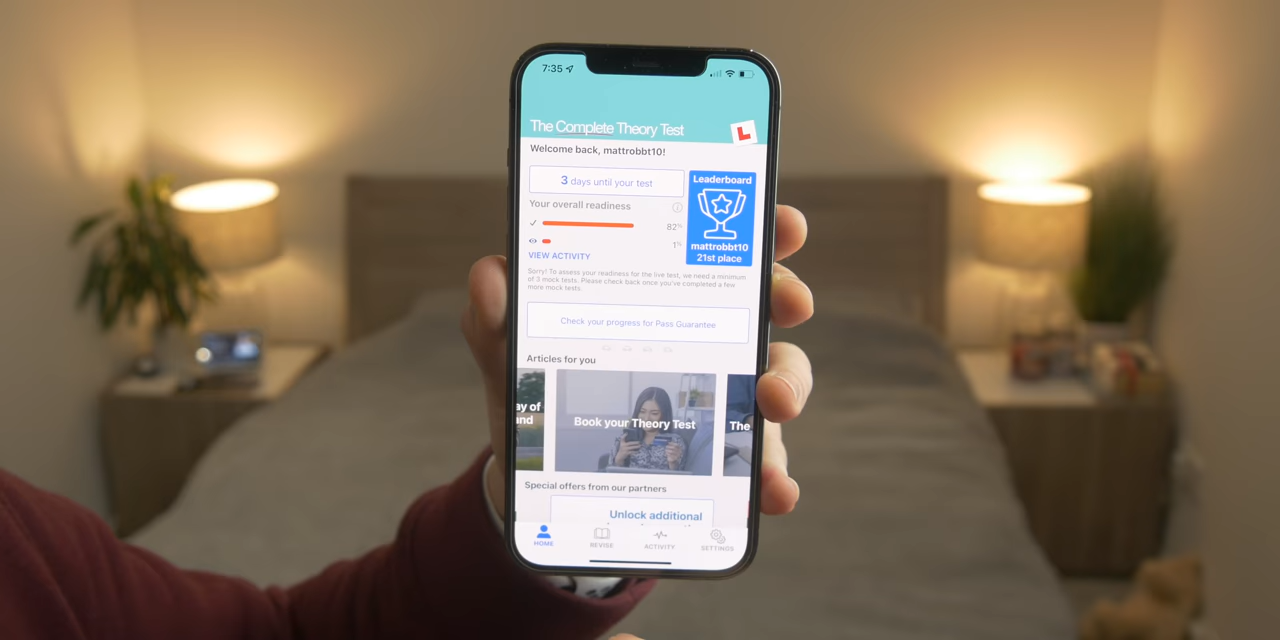 7:35
The Complete Theory Test
L
Welcome back, mattrobbt10!
3 days until your test
Leaderboard
mattrobbt10
21st place
Your overall readiness
82%
1%
VIEW ACTIVITY
Sorry! To assess your readiness for the live test, we need a minimum
of 3 mock tests. Please check back once you've completed a few
more mock tests.
Check your progress for Pass Guarantee
Articles for you
ay of
nd
Book your Theory Test
The
Special offers from our partners
Unlock additional
HOME
REVISE
ACTIVITY
SETTINGS